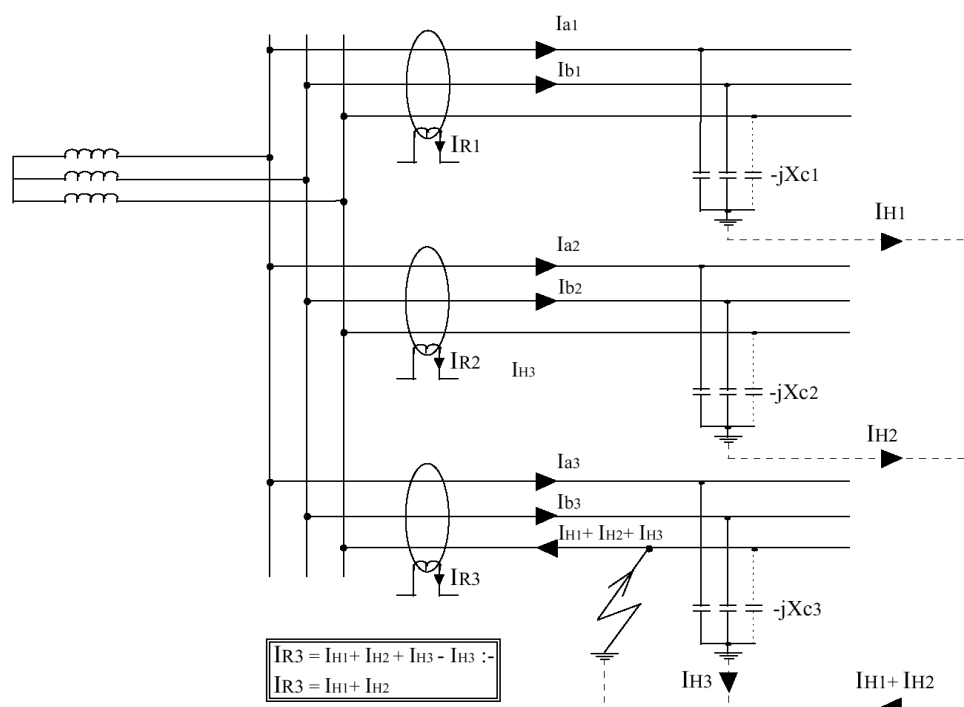 Ia1
Ib1
IR1
-jXc1
IH1
Ia2
Ib2
IR2
IH3
-jXc2
IH2
Ia3
Ib3
IH1+ IH2+ IH3
IR3
-jXc3
IR3 = IH1+ IH2 + IH3 - IH3 :-
IR3 = IH1+ IH2
IH3
IH1+ IH2